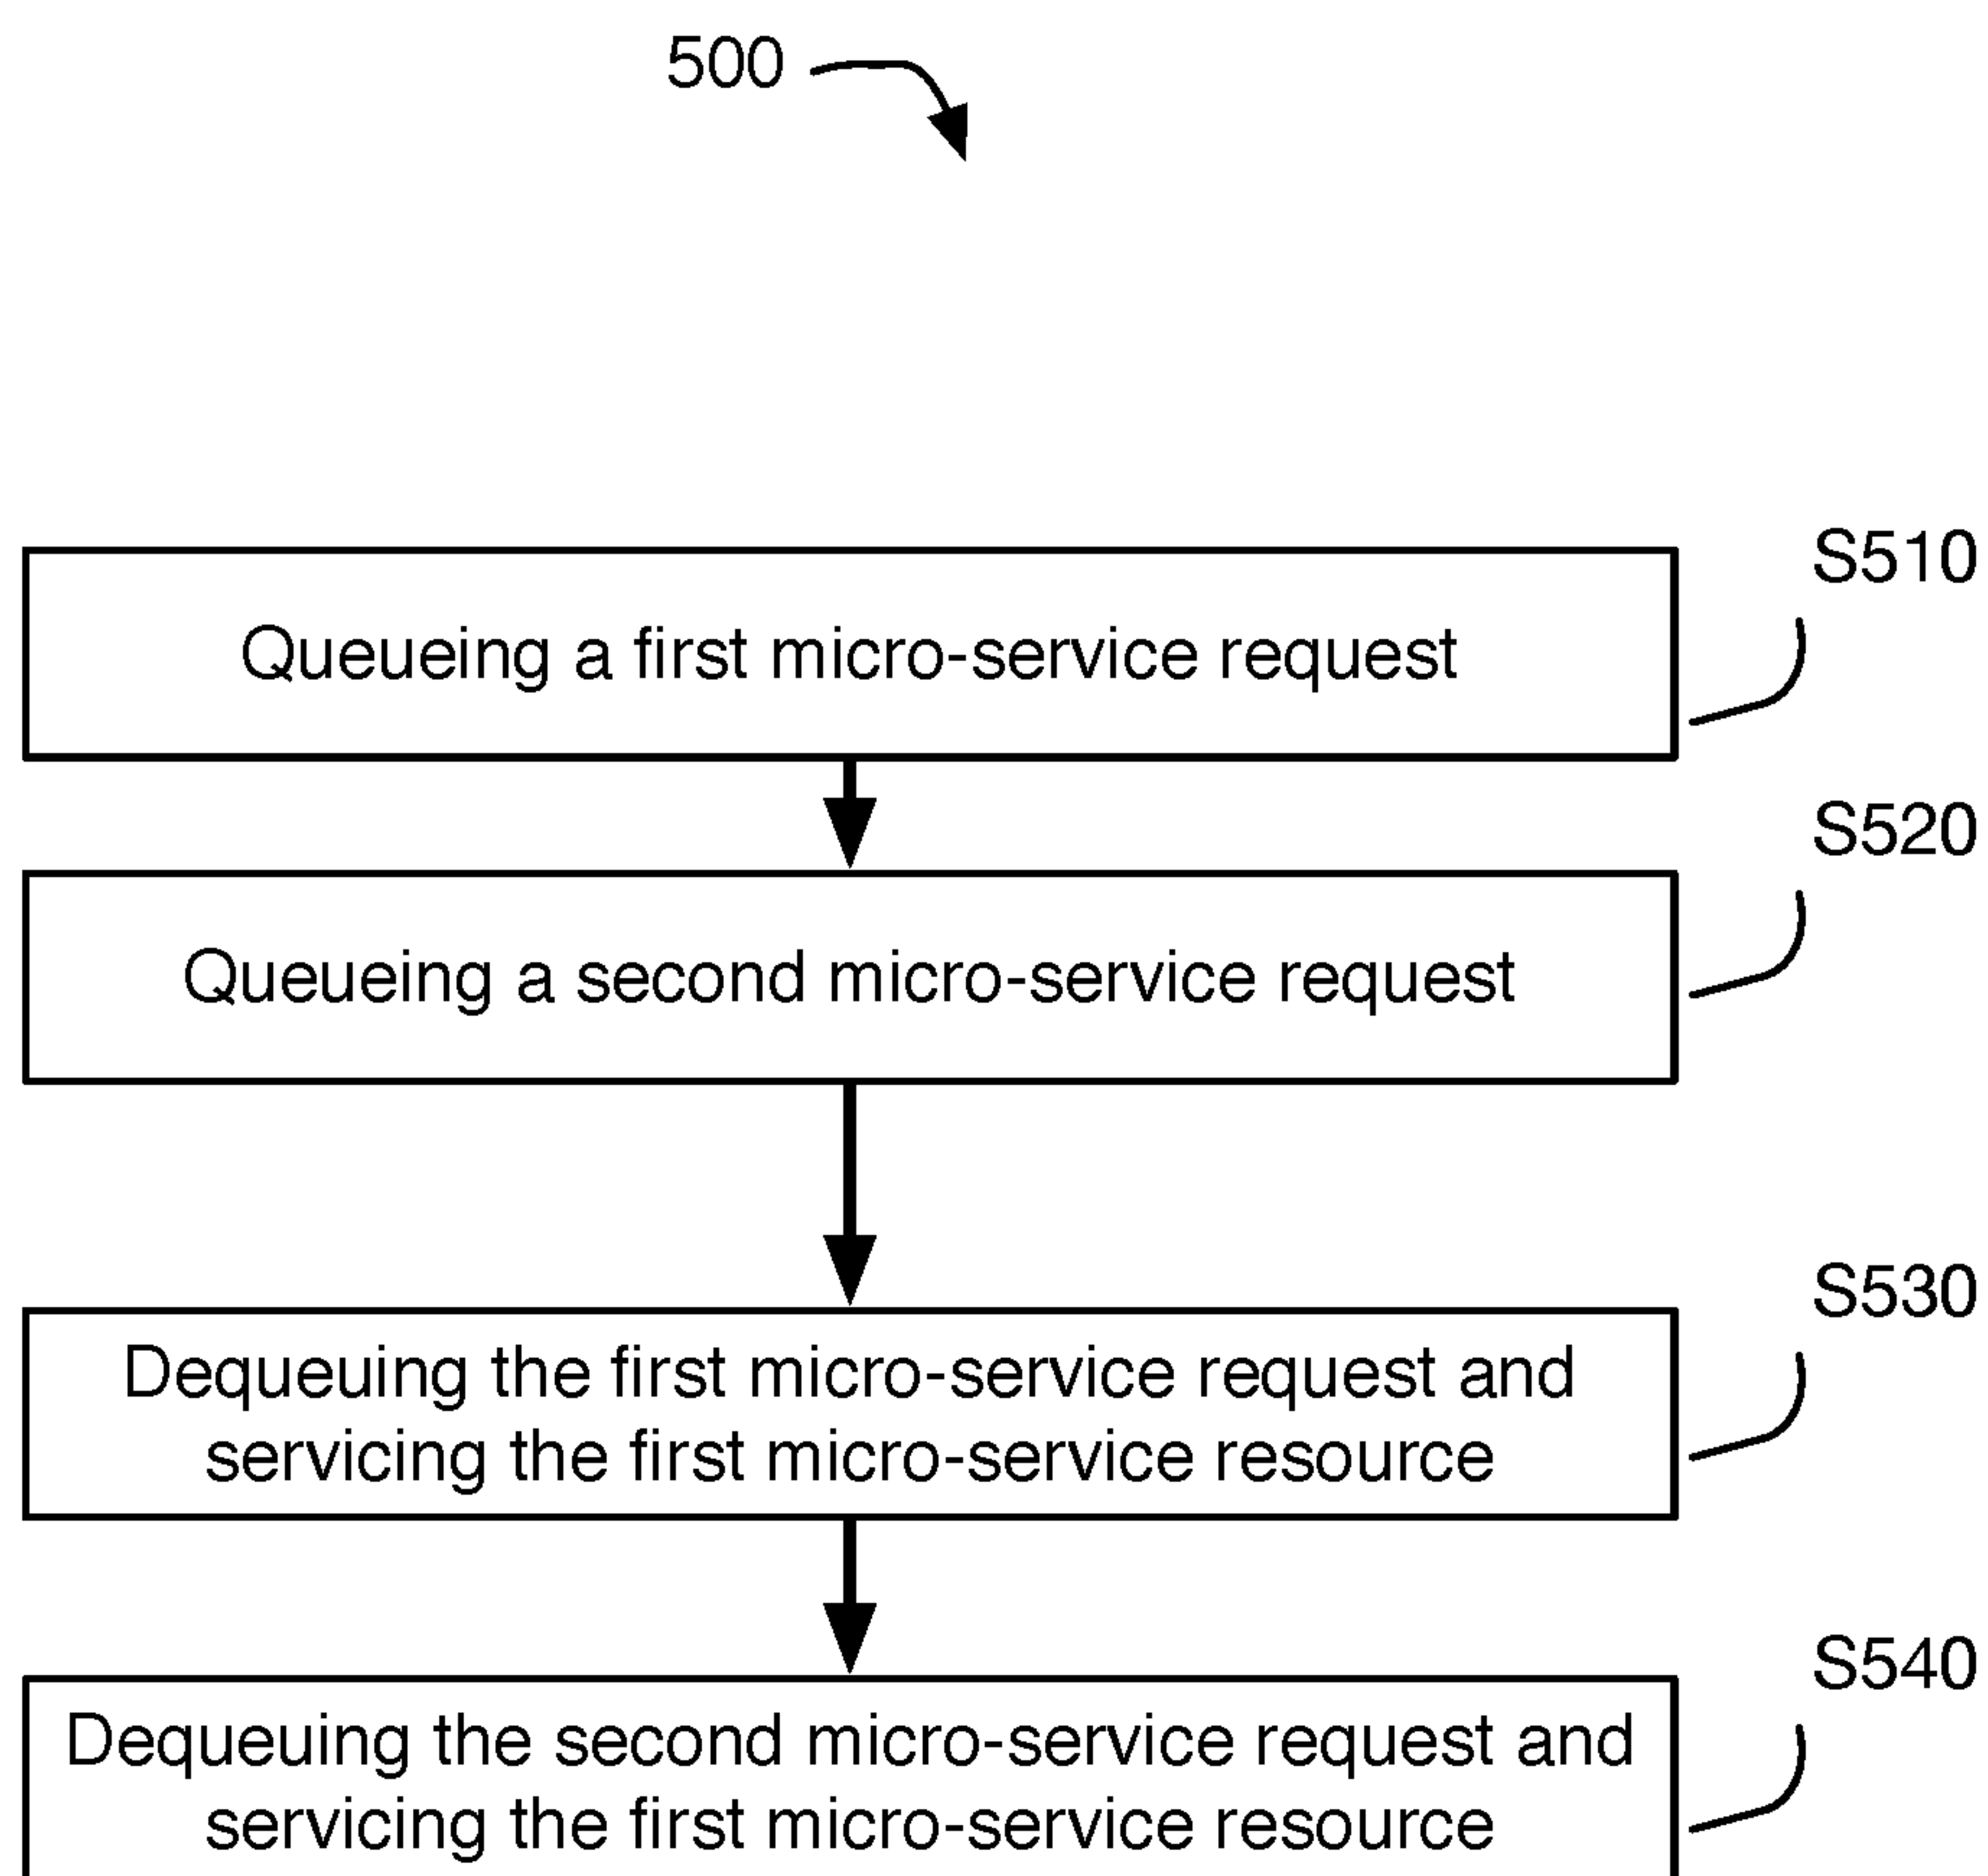 500
S510
Queueing a first micro-service request
S520
Queueing a second micro-service request
S530
Dequeuing the first micro-service request and
servicing the first micro-service resource
S540
Dequeuing the second micro-service request and
servicing the first micro-service resource